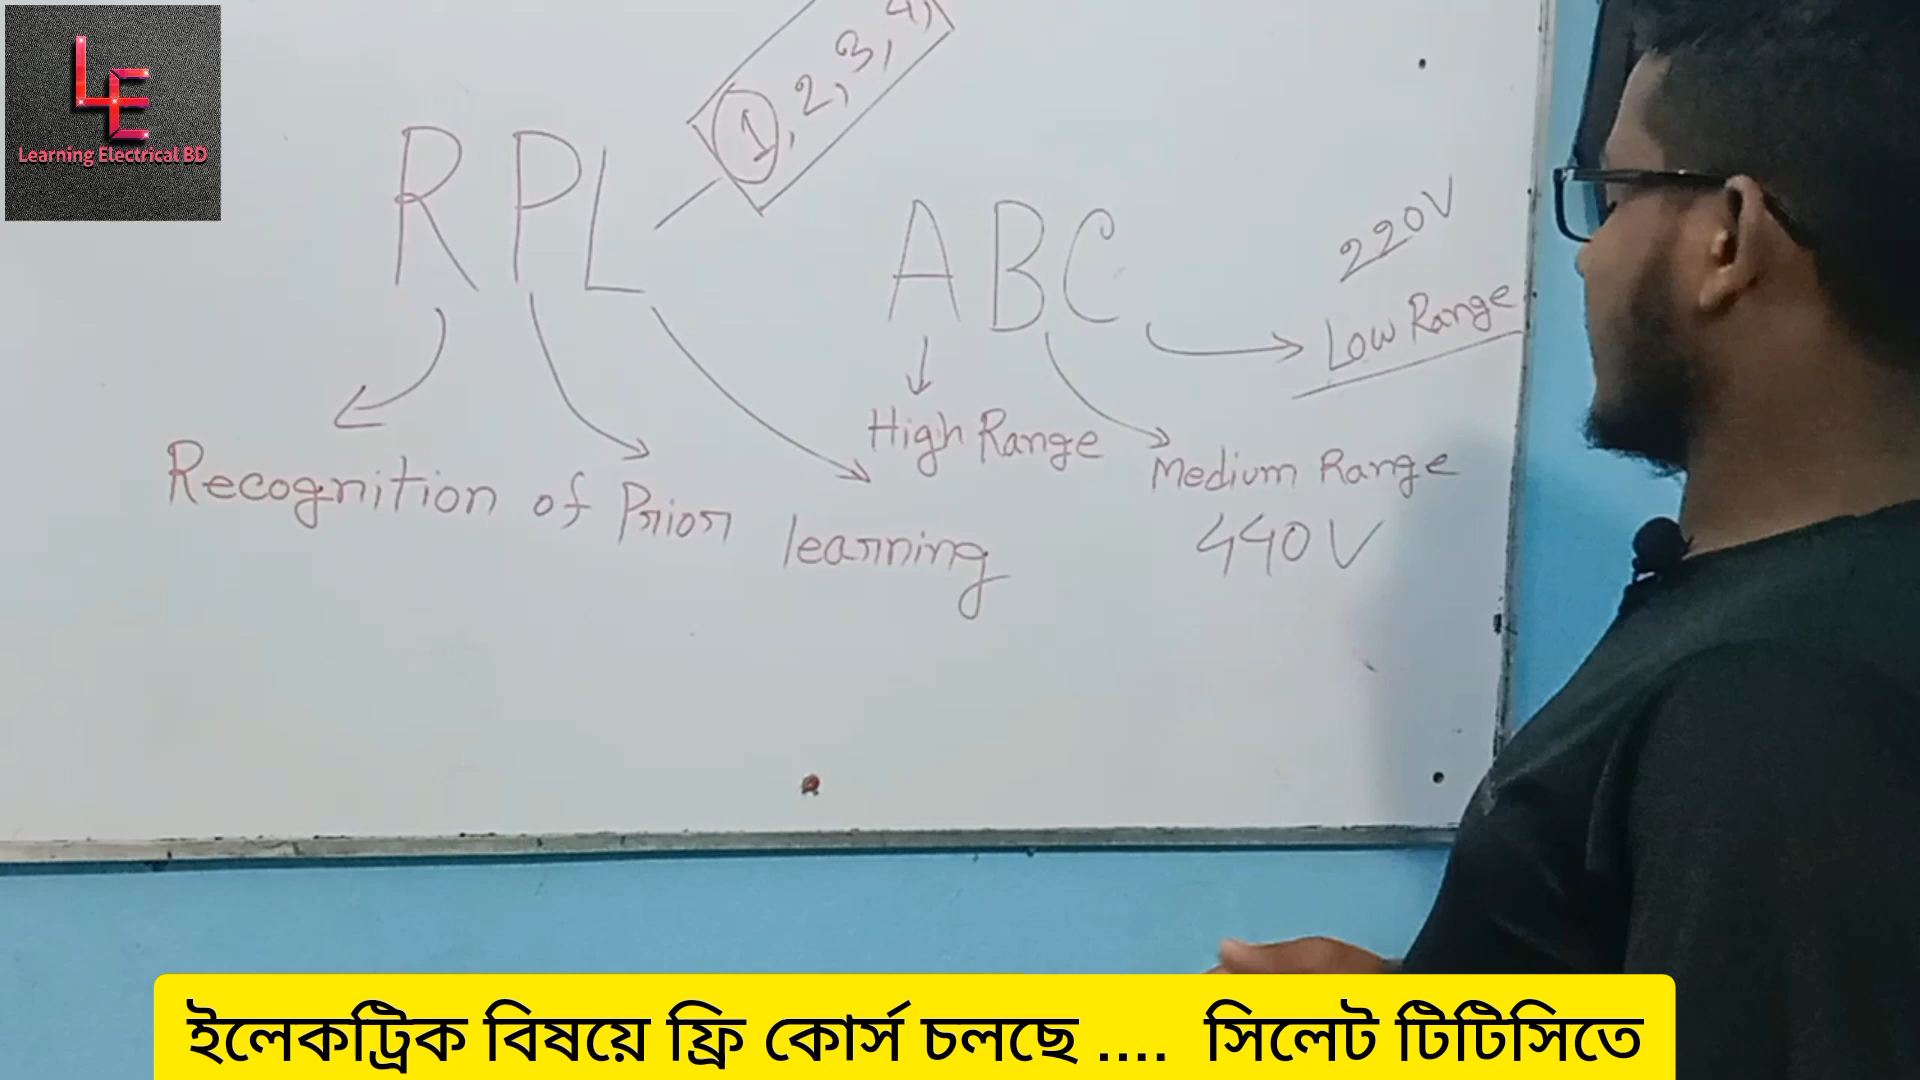 LE
Learning Electrical BD
1, 2, 3, 4,
RPL
ABC
220V
Low Range
High Range
Medium Range
440V
Recognition of Prior learning
ইলেকট্রিক বিষয়ে ফ্রি কোর্স চলছে .... সিলেট টিটিসিতে